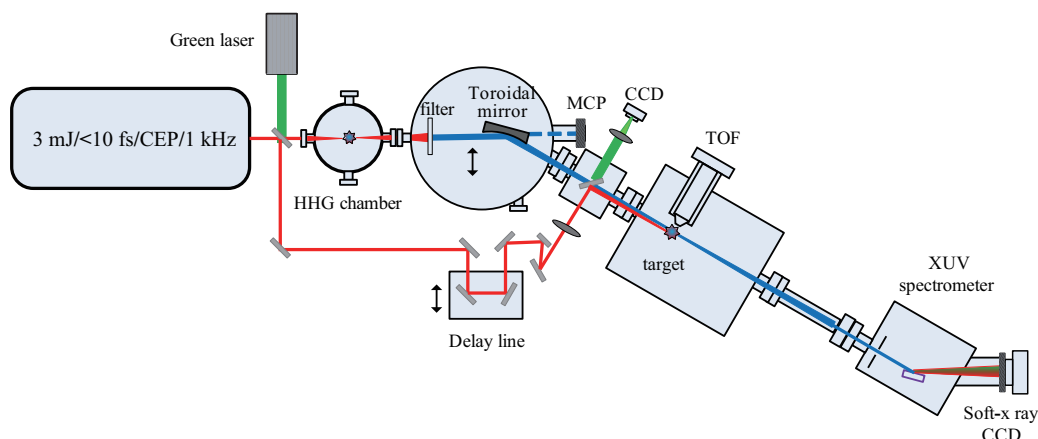 Green laser
3 mJ/<10 fs/CEP/1 kHz
HHG chamber
filter
Toroidal
mirror
MCP
CCD
TOF
target
Delay line
XUV
spectrometer
Soft-x ray
CCD